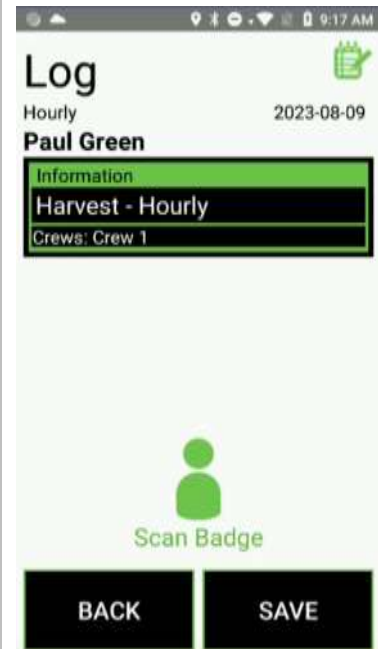 9:17 AM
Log
Hourly 2023-08-09
Paul Green
Information
Harvest - Hourly
Crews: Crew 1
Scan Badge
BACK SAVE